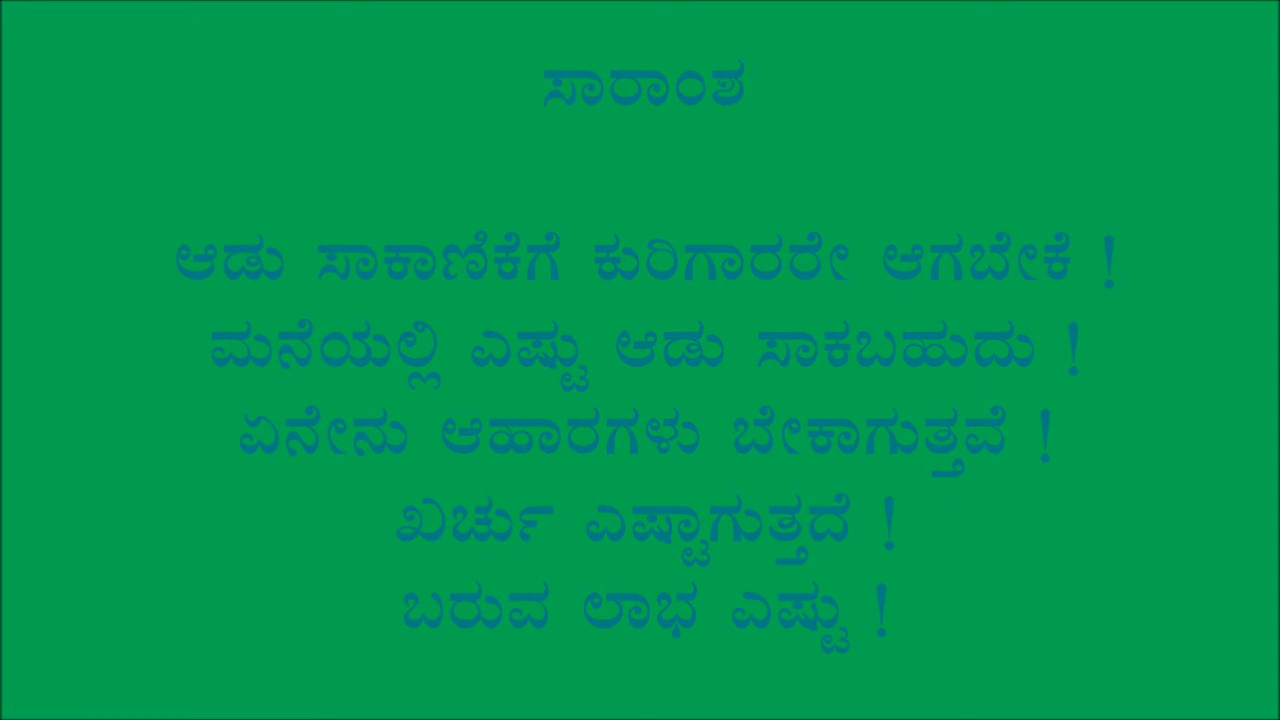 ಸಾರಾಂಶ
ಆಡು ಸಾಕಾಣಿಕೆಗೆ ಕುರಿಗಾರರೇ ಆಗಬೇಕೆ !
ಮನೆಯಲ್ಲಿ ಎಷ್ಟು ಆಡು ಸಾಕಬಹುದು !
ಏನೇನು ಆಹಾರಗಳು ಬೇಕಾಗುತ್ತವೆ !
ಖರ್ಚು ಎಷ್ಟಾಗುತ್ತದೆ !
ಬರುವ ಲಾಭ ಎಷ್ಟು !